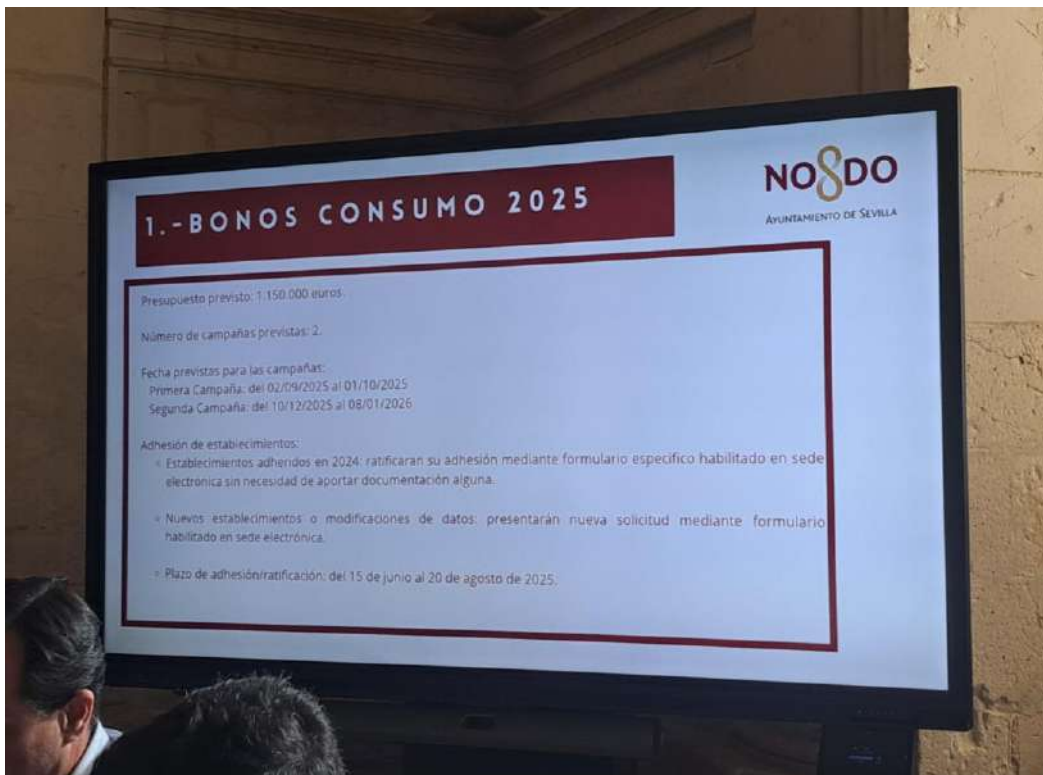 1.-BONOS CONSUMO 2025
NO8DO
AYUNTAMIENTO DE SEVILLA
Presupuesto previsto: 1.150.000 euros.
Número de campañas previstas: 2.
Fecha previstas para las campañas:
Primera Campaña: del 02/09/2025 al 01/10/2025
Segunda Campaña: del 10/12/2025 al 08/01/2026
Adhesión de establecimientos:
Establecimientos adheridos en 2024: ratificaran su adhesión mediante formulario especifico habilitado en sede
electrónica sin necesidad de aportar documentación alguna.
Nuevos establecimientos o modificaciones de datos: presentarán nueva solicitud mediante formulario
habilitado en sede electrónica.
Plazo de adhesión/ratificación: del 15 de junio al 20 de agosto de 2025.